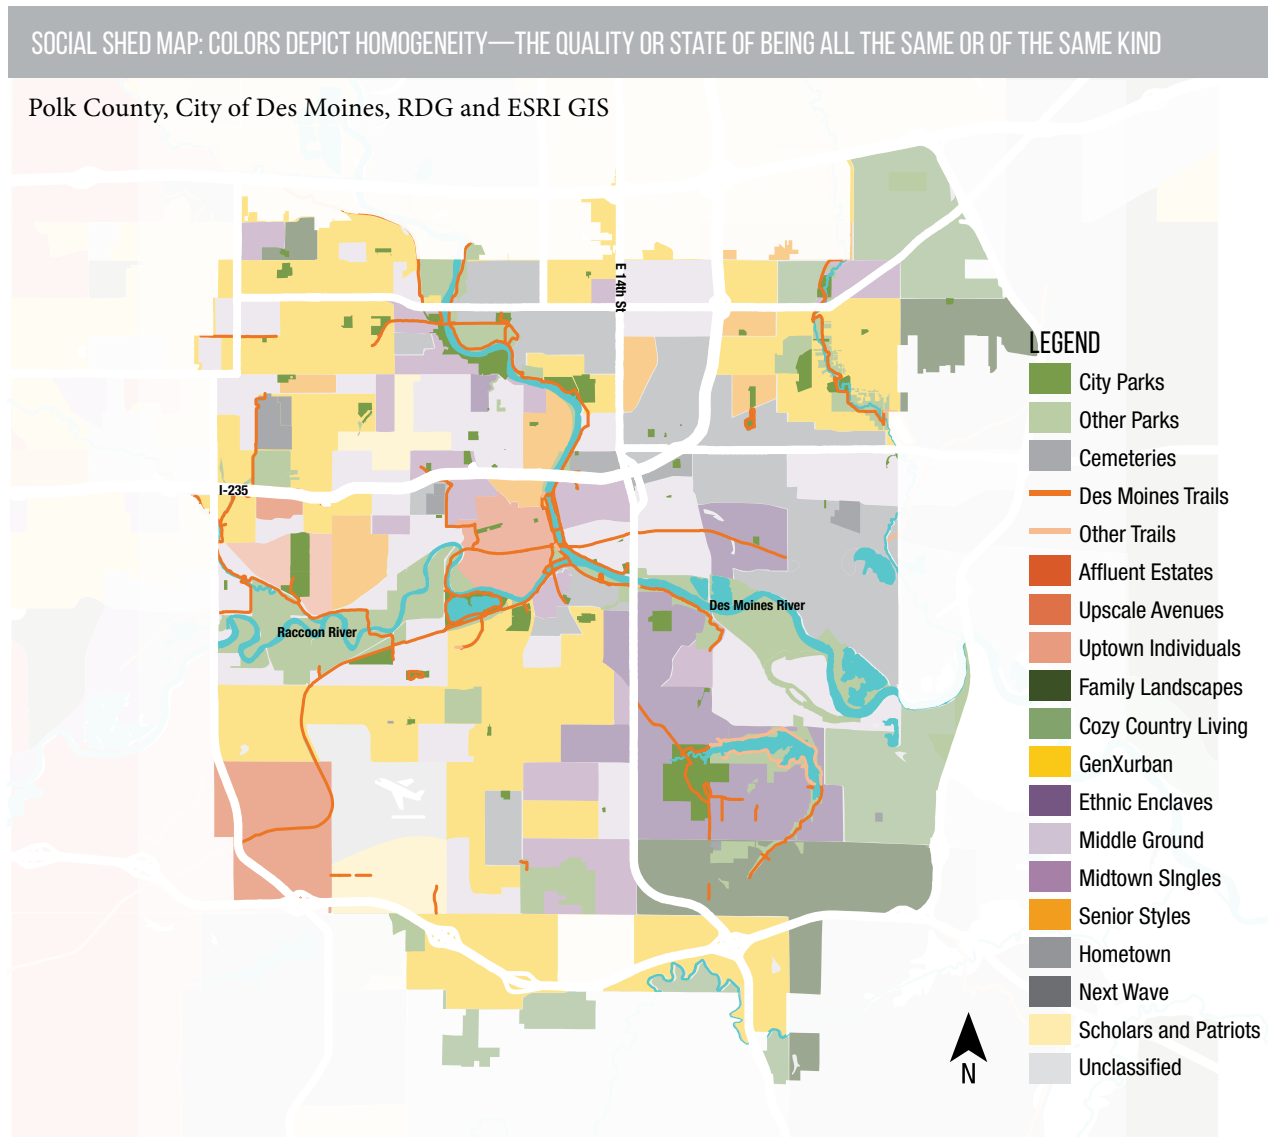 SOCIAL SHED MAP: COLORS DEPICT HOMOGENEITY—THE QUALITY OR STATE OF BEING ALL THE SAME OR OF THE SAME KIND
Polk County, City of Des Moines, RDG and ESRI GIS
E 14th St
I-235
Des Moines River
Raccoon River
LEGEND
City Parks
Other Parks
Cemeteries
Des Moines Trails
Other Trails
Affluent Estates
Upscale Avenues
Uptown Individuals
Family Landscapes
Cozy Country Living
GenXurban
Ethnic Enclaves
Middle Ground
Midtown SIngles
Senior Styles
Hometown
Next Wave
Scholars and Patriots
Unclassified
N